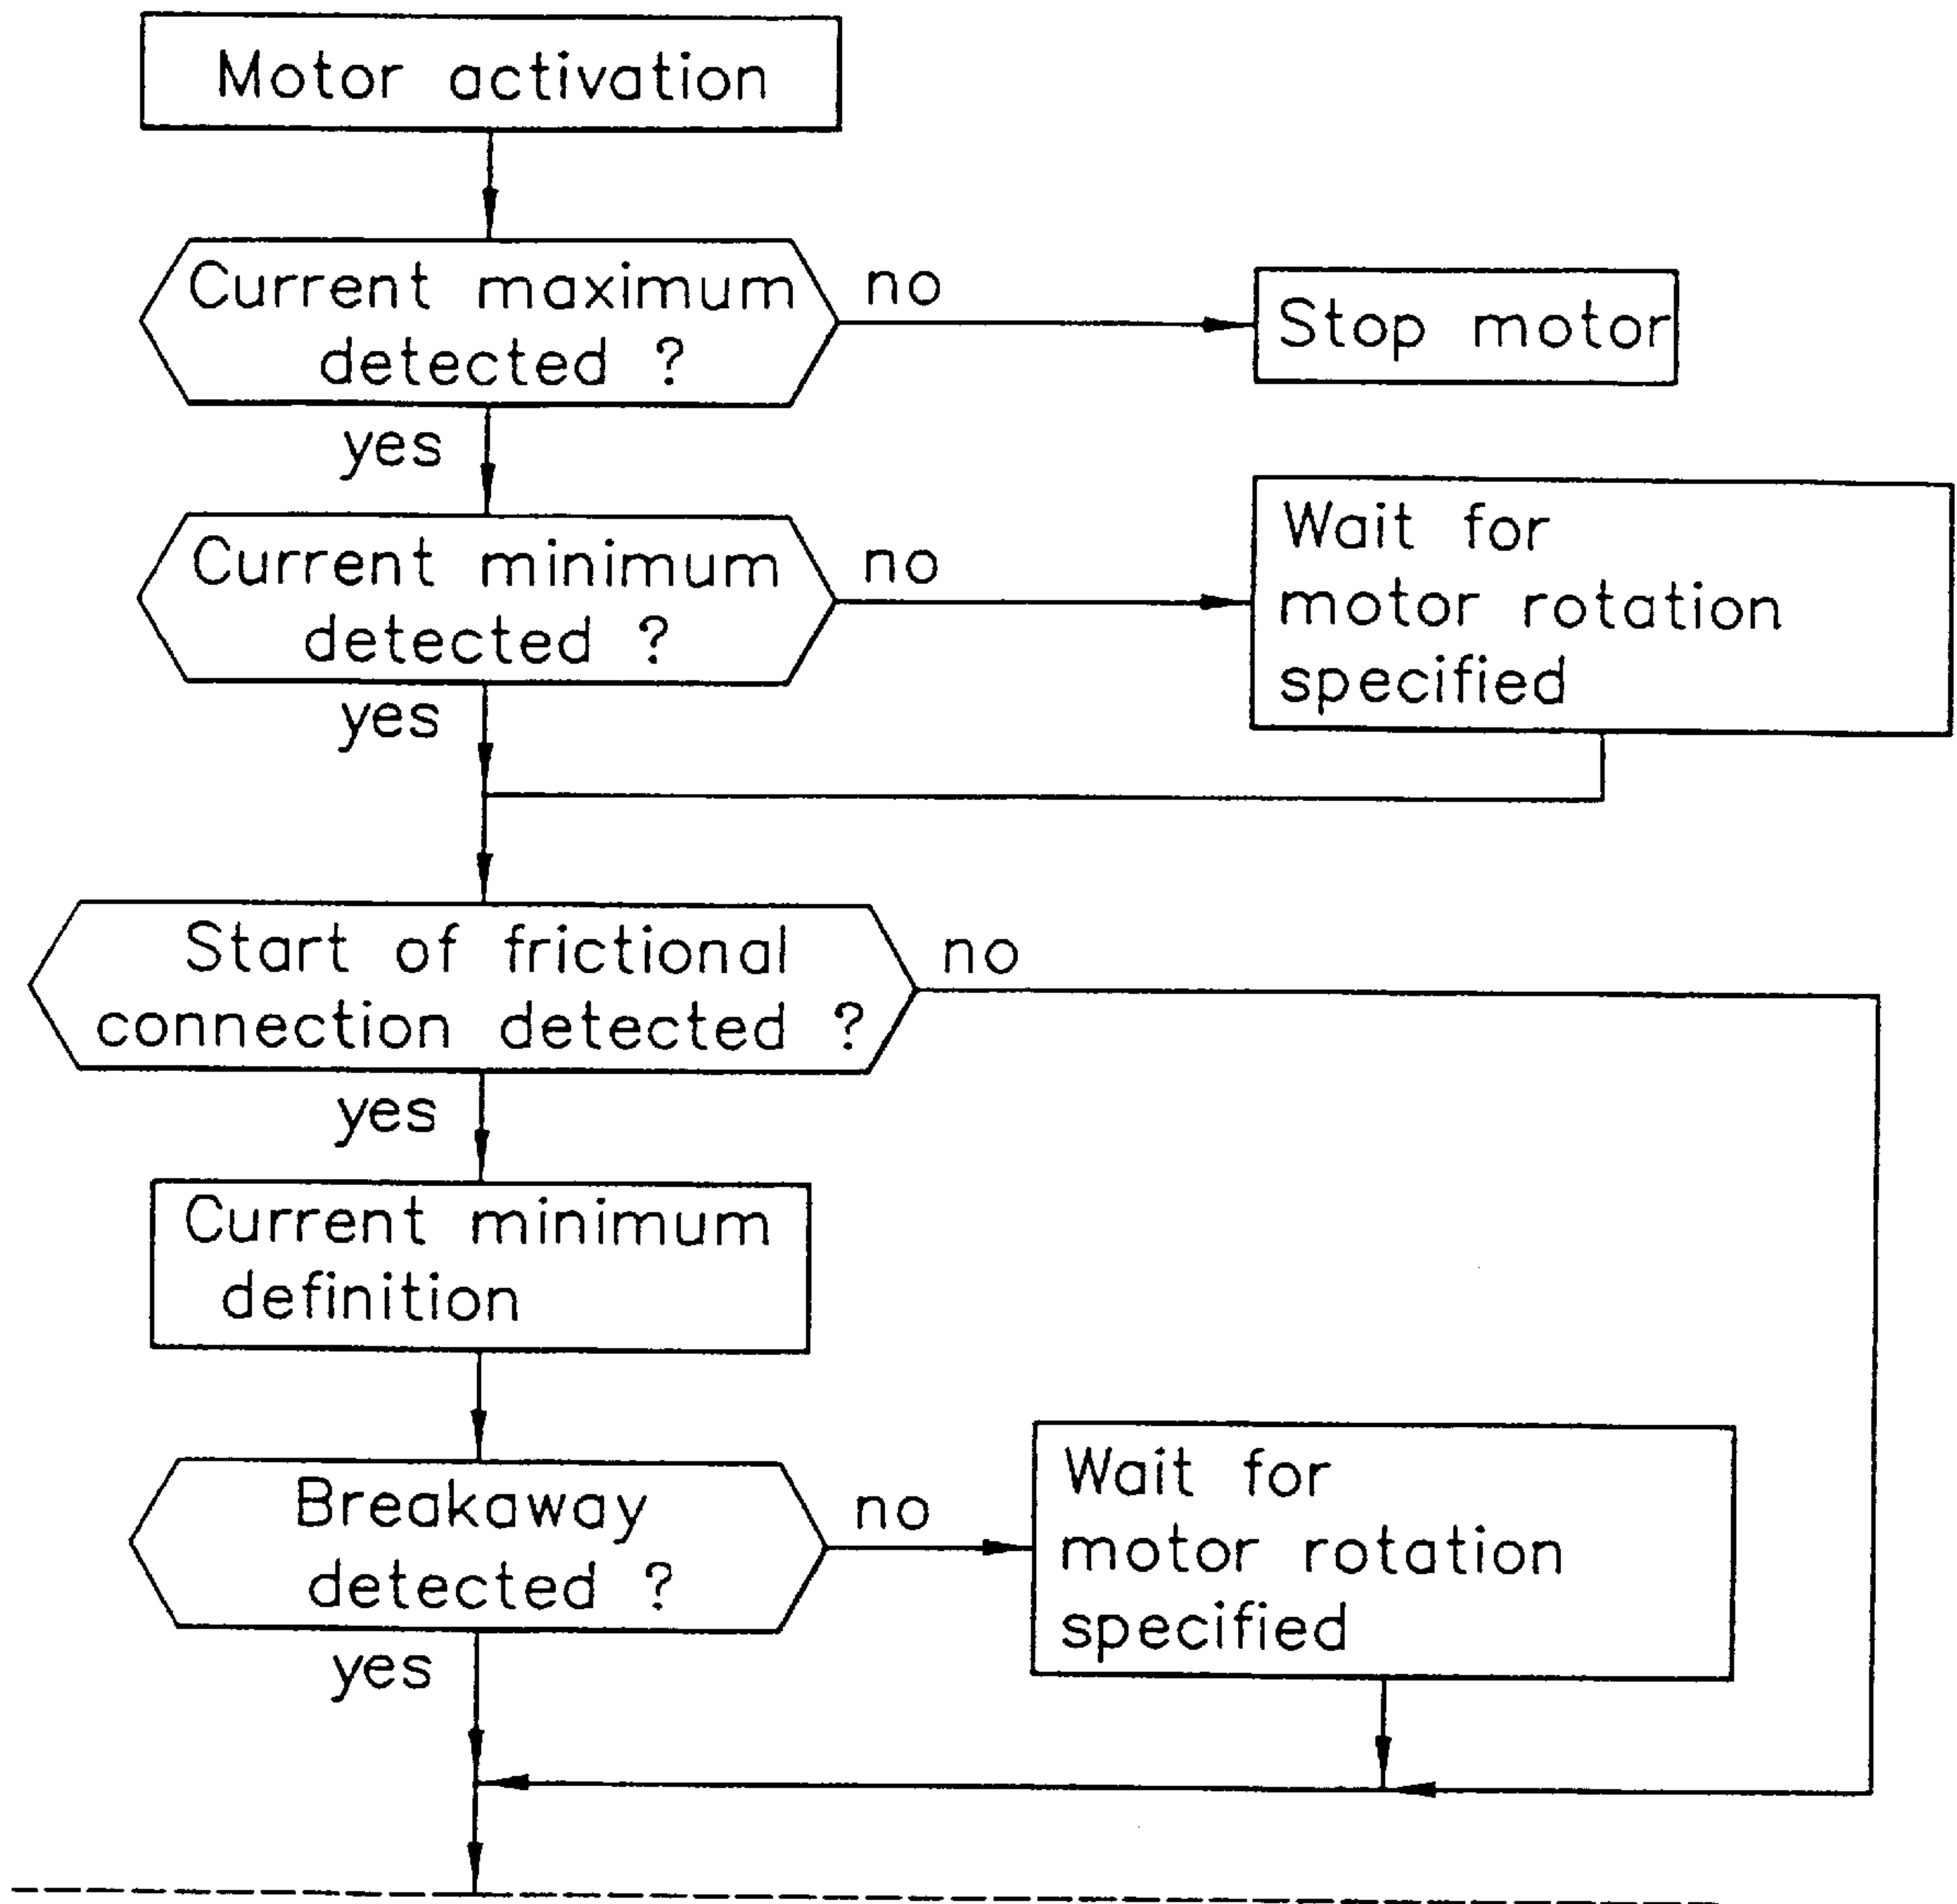 Motor activation
Current maximum
detected ?
no
Stop motor
yes
Current minimum
detected ?
no
Wait for
motor rotation
specified
yes
Start of frictional
connection detected ?
no
yes
Current minimum
definition
Breakaway
detected ?
no
Wait for
motor rotation
specified
yes